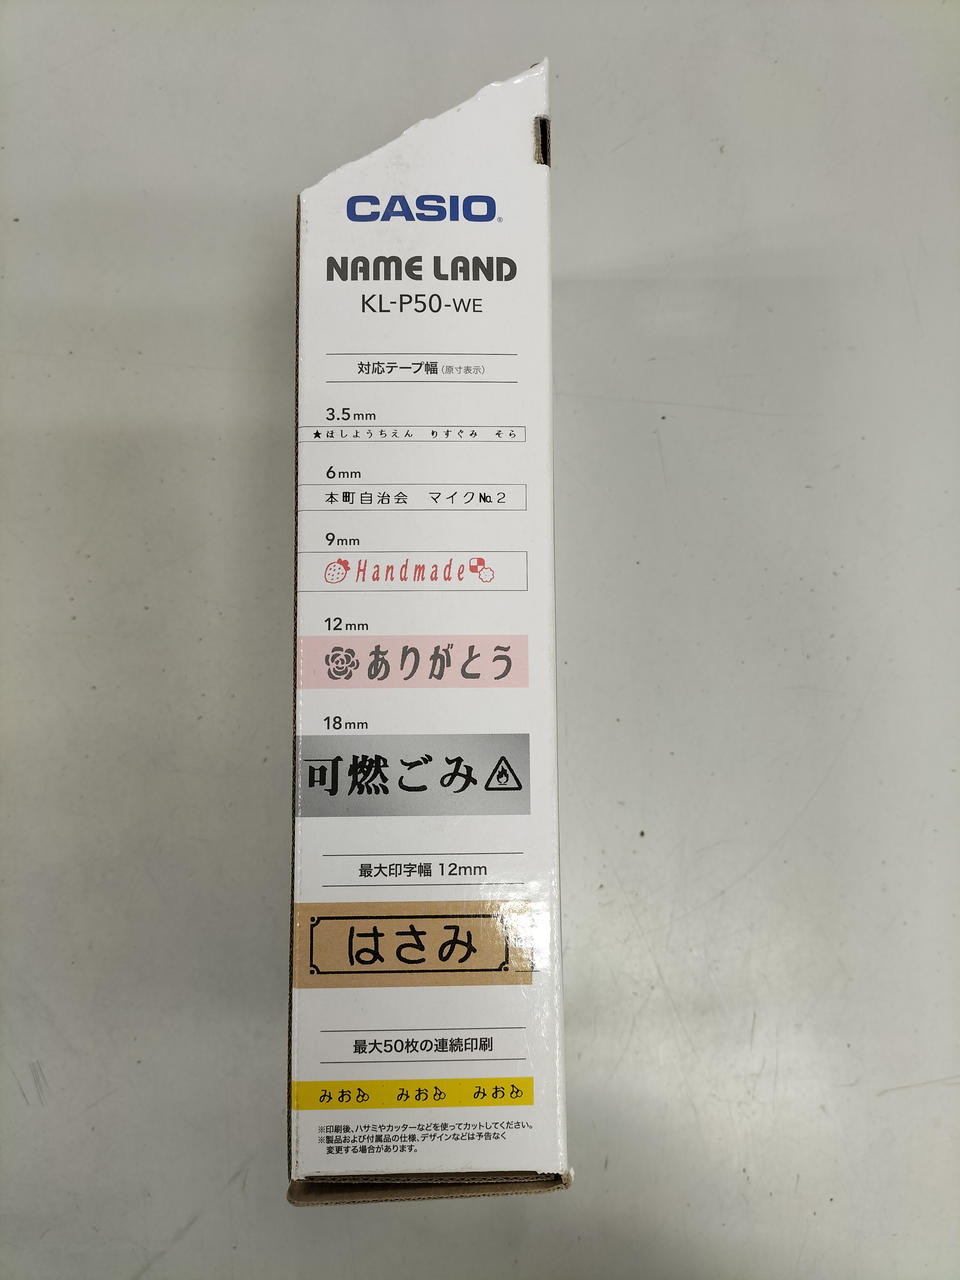 CASIO®
NAME LAND
KL-P50-WE
対応テープ幅(原寸表示)
3.5mm
★ほしようちえん りすぐみ そら
6mm
本町自治会 マイク№2
9mm
Handmade
12mm
ありがとう
18mm
可燃ごみ
最大印字幅 12mm
はさみ
最大50枚の連続印刷
みお みお みお
※印刷後、ハサミやカッターなどを使ってカットしてください。
※製品および付属品の仕様、デザインなどは予告なく
変更する場合があります。